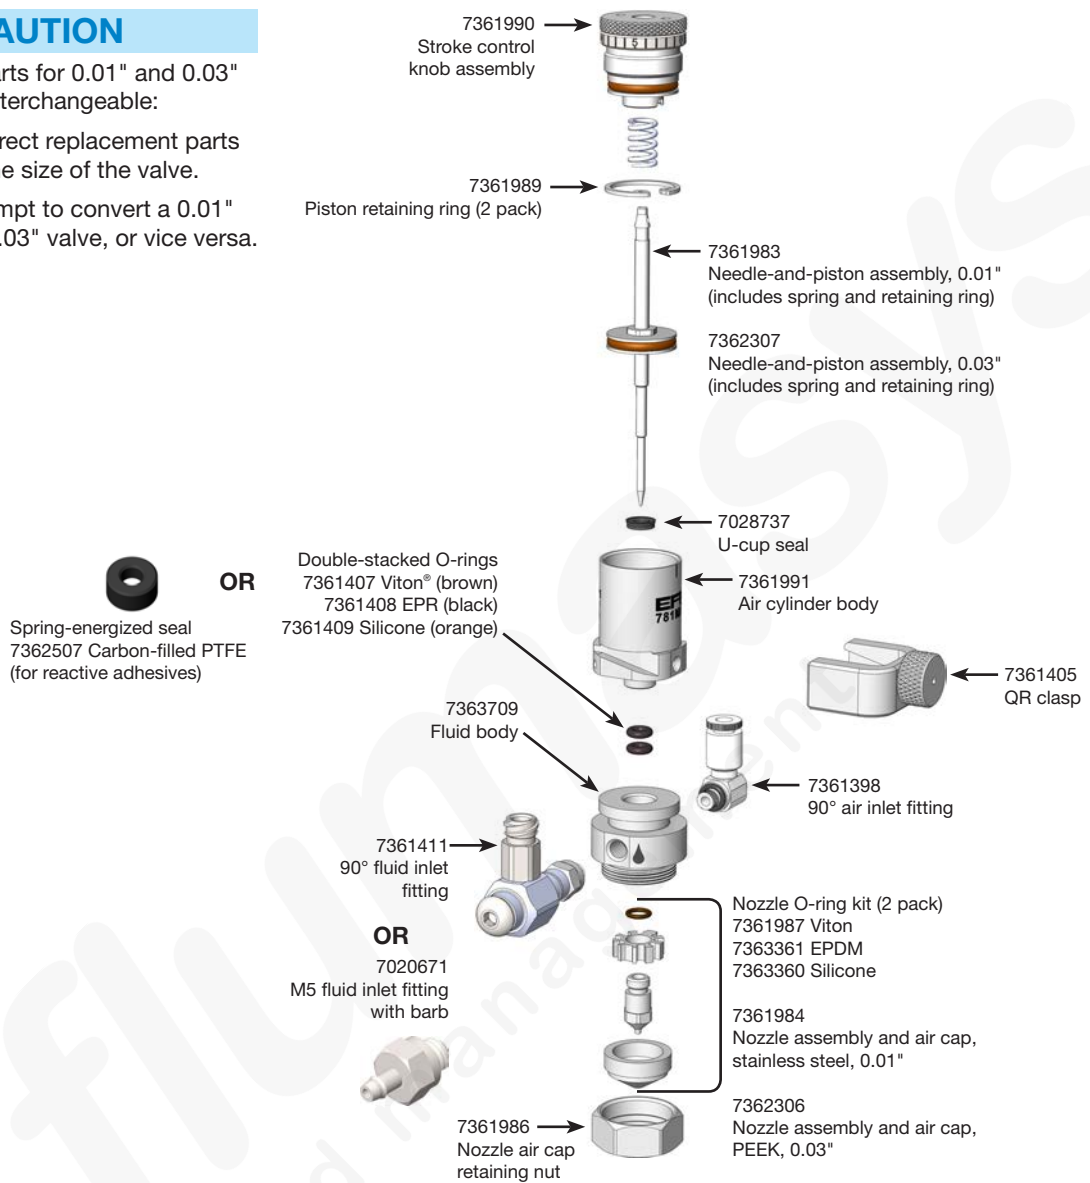 AUTION
arts for 0.01" and 0.03"
terchangeable:
rect replacement parts
e size of the valve.
mpt to convert a 0.01"
.03" valve, or vice versa.
7361990
Stroke control
knob assembly
5
7361989
Piston retaining ring (2 pack)
7361983
Needle-and-piston assembly, 0.01"
(includes spring and retaining ring)
7362307
Needle-and-piston assembly, 0.03"
(includes spring and retaining ring)
7028737
U-cup seal
OR
Spring-energized seal
7362507 Carbon-filled PTFE
(for reactive adhesives)
Double-stacked O-rings
7361407 Viton® (brown)
7361408 EPR (black)
7361409 Silicone (orange)
7361991
Air cylinder body
781
7361405
QR clasp
7363709
Fluid body
7361398
90° air inlet fitting
7361411
90° fluid inlet
fitting
OR
7020671
M5 fluid inlet fitting
with barb
Nozzle O-ring kit (2 pack)
7361987 Viton
7363361 EPDM
7363360 Silicone
7361984
Nozzle assembly and air cap,
stainless steel, 0.01"
7362306
Nozzle assembly and air cap,
PEEK, 0.03"
7361986
Nozzle air cap
retaining nut
flumasys
d management